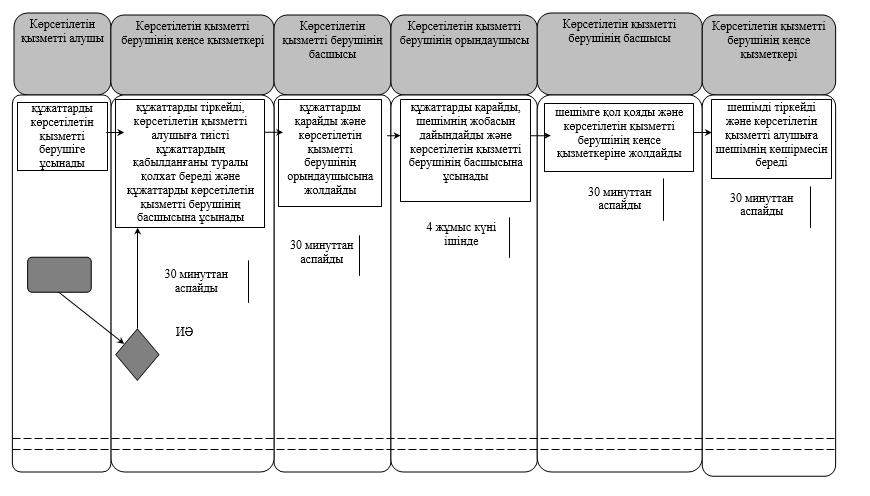 Көрсетілетін
қызметті алушы
Көрсетілетін қызметті
берушінің кеңсе қызметкері
Көрсетілетін
қызметті берушінің
басшысы
Көрсетілетін қызметті
берушінің орындаушысы
Көрсетілетін қызметті
берушінің басшысы
Көрсетілетін қызметті
берушінің кеңсе
қызметкері
құжаттарды
көрсетілетін
қызметті
берушіге
ұсынады
құжаттарды тіркейді,
көрсетілетін қызметті
алушыға тиісті
құжаттардың
қабылданғаны туралы
қолхат береді және
құжаттарды көрсетілетін
қызметті берушінің
басшысына ұсынады
құжаттарды
қарайды және
көрсетілетін
қызметті
берушінің
орындаушысына
жолдайды
құжаттарды қарайды,
шешімнің жобасын
дайындайды және
көрсетілетін қызметті
берушінің басшысына
ұсынады
шешімге қол қояды және
көрсетілетін қызметті
берушінің кеңсе
қызметкеріне жолдайды
шешімді тіркейді
және көрсетілетін
қызметті алушыға
шешімнің көшірмесін
береді
30 минуттан
аспайды
30 минуттан
аспайды
4 жұмыс күні
ішінде
30 минуттан
аспайды
30 минуттан
аспайды
ИӘ